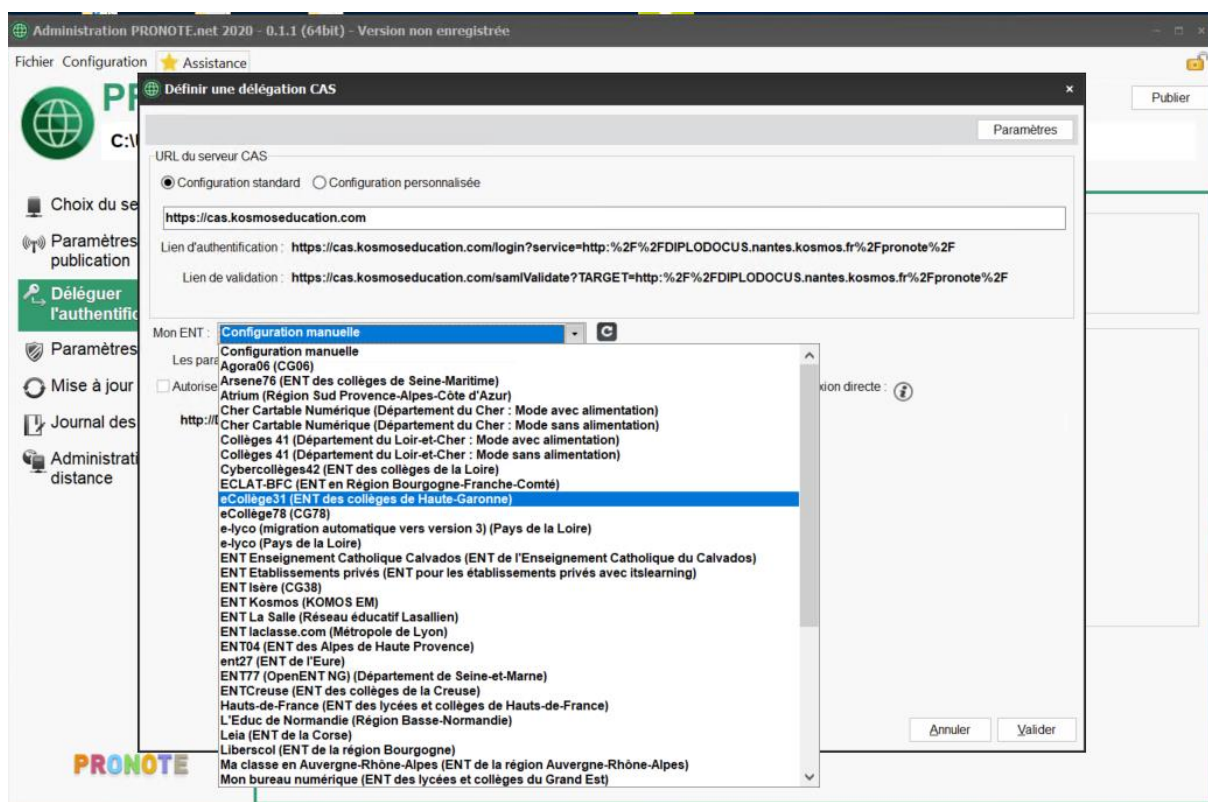 Administration PRONOTE.net 2020 - 0.1.1 (64bit) - Version non enregistrée
Fichier Configuration Assistance
Définir une délégation CAS
Publier
C:\
Paramètres
URL du serveur CAS
Configuration standard Configuration personnalisée
https://cas.kosmoseducation.com
Lien d'authentification : https://cas.kosmoseducation.com/login?service=http:%2F%2FDIPLODOCUS.nantes.kosmos.fr%2Fpronote%2F
Lien de validation : https://cas.kosmoseducation.com/samlValidate?TARGET=http:%2F%2FDIPLODOCUS.nantes.kosmos.fr%2Fpronote%2F
Choix du se
Paramètres
publication
Déléguer
l'authentific
Paramètres
Mise à jour
Journal des
Administrati
distance
Mon ENT : Configuration manuelle
Les para
Autorise
xion directe :
http://
Configuration manuelle
Agora06 (CG06)
Arsene76 (ENT des collèges de Seine-Maritime)
Atrium (Région Sud Provence-Alpes-Côte d'Azur)
Cher Cartable Numérique (Département du Cher : Mode avec alimentation)
Cher Cartable Numérique (Département du Cher : Mode sans alimentation)
Collèges 41 (Département du Loir-et-Cher : Mode avec alimentation)
Collèges 41 (Département du Loir-et-Cher : Mode sans alimentation)
Cybercollèges42 (ENT des collèges de la Loire)
ECLAT-BFC (ENT en Région Bourgogne-Franche-Comté)
eCollège31 (ENT des collèges de Haute-Garonne)
eCollège78 (CG78)
e-lyco (migration automatique vers version 3) (Pays de la Loire)
e-lyco (Pays de la Loire)
ENT Enseignement Catholique Calvados (ENT de l'Enseignement Catholique du Calvados)
ENT Etablissements privés (ENT pour les établissements privés avec itslearning)
ENT Isère (CG38)
ENT Kosmos (KOMOS EM)
ENT La Salle (Réseau éducatif Lasallien)
ENT laclasse.com (Métropole de Lyon)
ENT04 (ENT des Alpes de Haute Provence)
ent27 (ENT de l'Eure)
ENT77 (OpenENT NG) (Département de Seine-et-Marne)
ENTCreuse (ENT des collèges de la Creuse)
Hauts-de-France (ENT des lycées et collèges de Hauts-de-France)
L'Educ de Normandie (Région Basse-Normandie)
Leia (ENT de la Corse)
Liberscol (ENT de la région Bourgogne)
Ma classe en Auvergne-Rhône-Alpes (ENT de la région Auvergne-Rhône-Alpes)
Mon bureau numérique (ENT des lycées et collèges du Grand Est)
Annuler Valider
PRONOTE